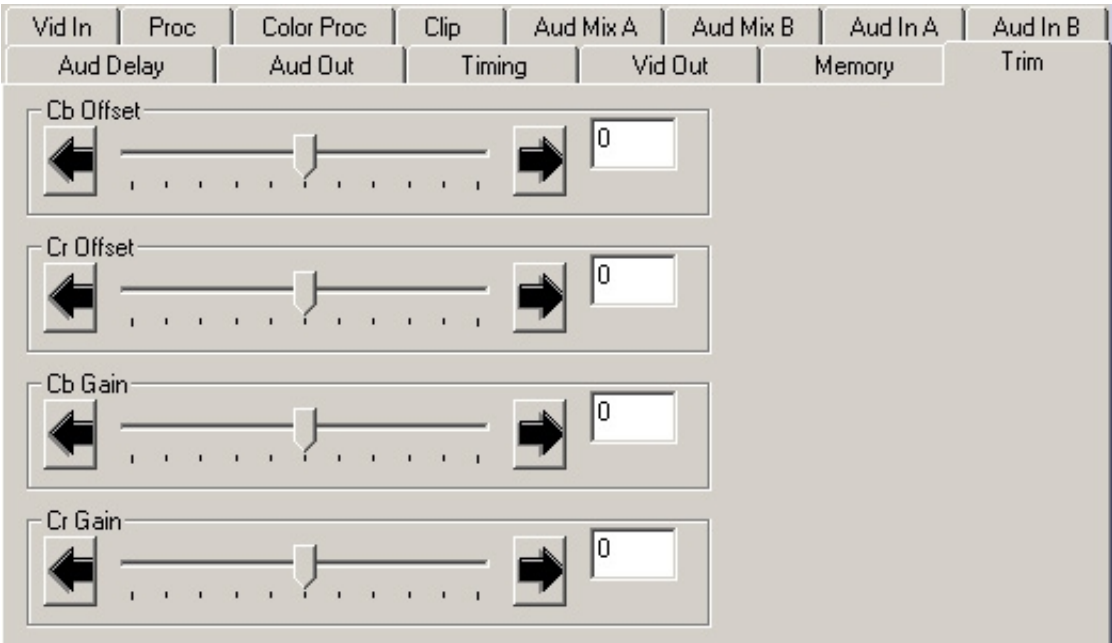 Vid In Proc Color Proc Clip Aud Mix A Aud Mix B Aud In A Aud In B
Aud Delay Aud Out Timing Vid Out Memory Trim
Cb Offset
0
Cr Offset
0
Cb Gain
0
Cr Gain
0